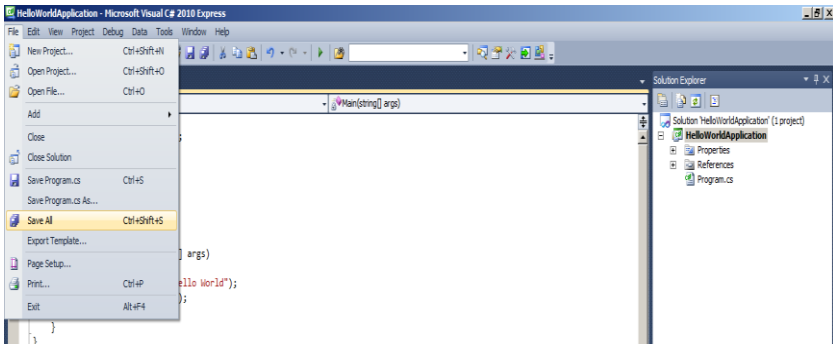 HelloWorldApplication - Microsoft Visual C# 2010 Express
File Edit View Project Debug Data Tools Window Help
New Project... Ctrl+Shift+N
Open Project... Ctrl+Shift+O
Open File... Ctrl+O
Add
Close
Close Solution
Save Program.cs Ctrl+S
Save Program.cs As...
Save All Ctrl+Shift+S
Export Template...
Page Setup...
Print... Ctrl+P
Exit Alt+F4
Main(string[] args)
;
] args)
ello World");
);
}
}
Solution Explorer
Solution 'HelloWorldApplication' (1 project)
HelloWorldApplication
Properties
References
Program.cs